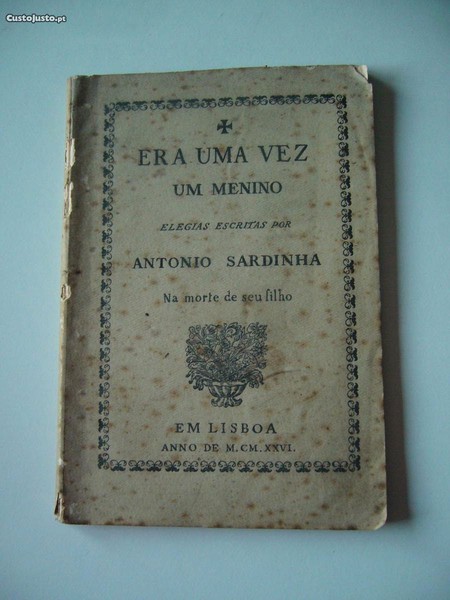 CustoJusto.pt
ERA UMA VEZ
UM MENINO
ELEGIAS ESCRITAS POR
ANTONIO SARDINHA
Na morte de seu filho
EM LISBOA
ANNO DE M.CM.XXVI.